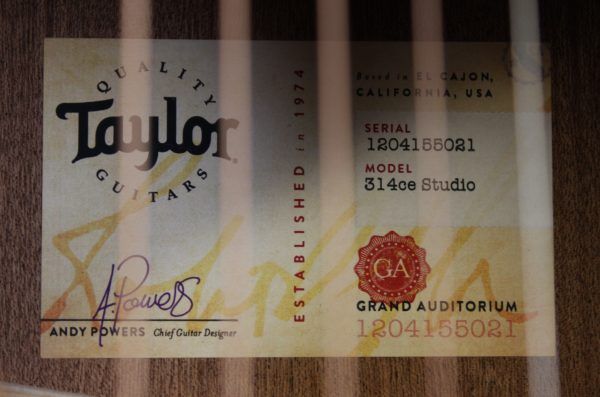 QUALITY
Taylor
GUITARS
A. Powers
ANDY POWERS Chief Guitar Designer
ESTABLISHED in 1974
Based in EL CAJON,
CALIFORNIA, USA
SERIAL
1204155021
MODEL
314ce Studio
GA
GRAND AUDITORIUM
1204155021